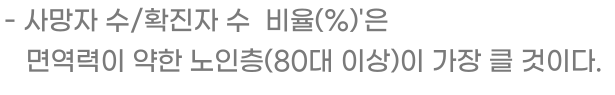 - 사망자 수/확진자 수  비율(%)'은
면역력이 약한 노인층(80대 이상)이 가장 클 것이다.